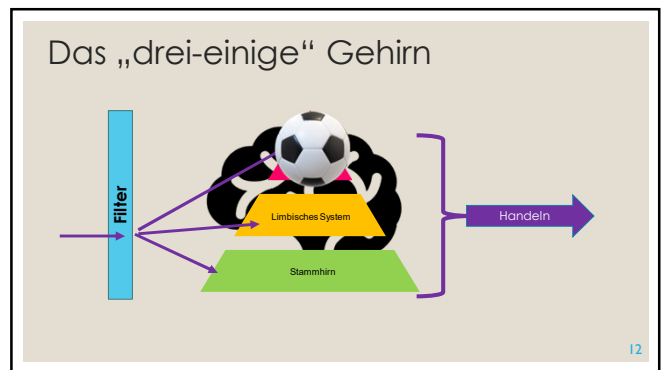 Das „drei-einige“ Gehirn
Filter
Limbisches System
Stammhirn
Handeln
12